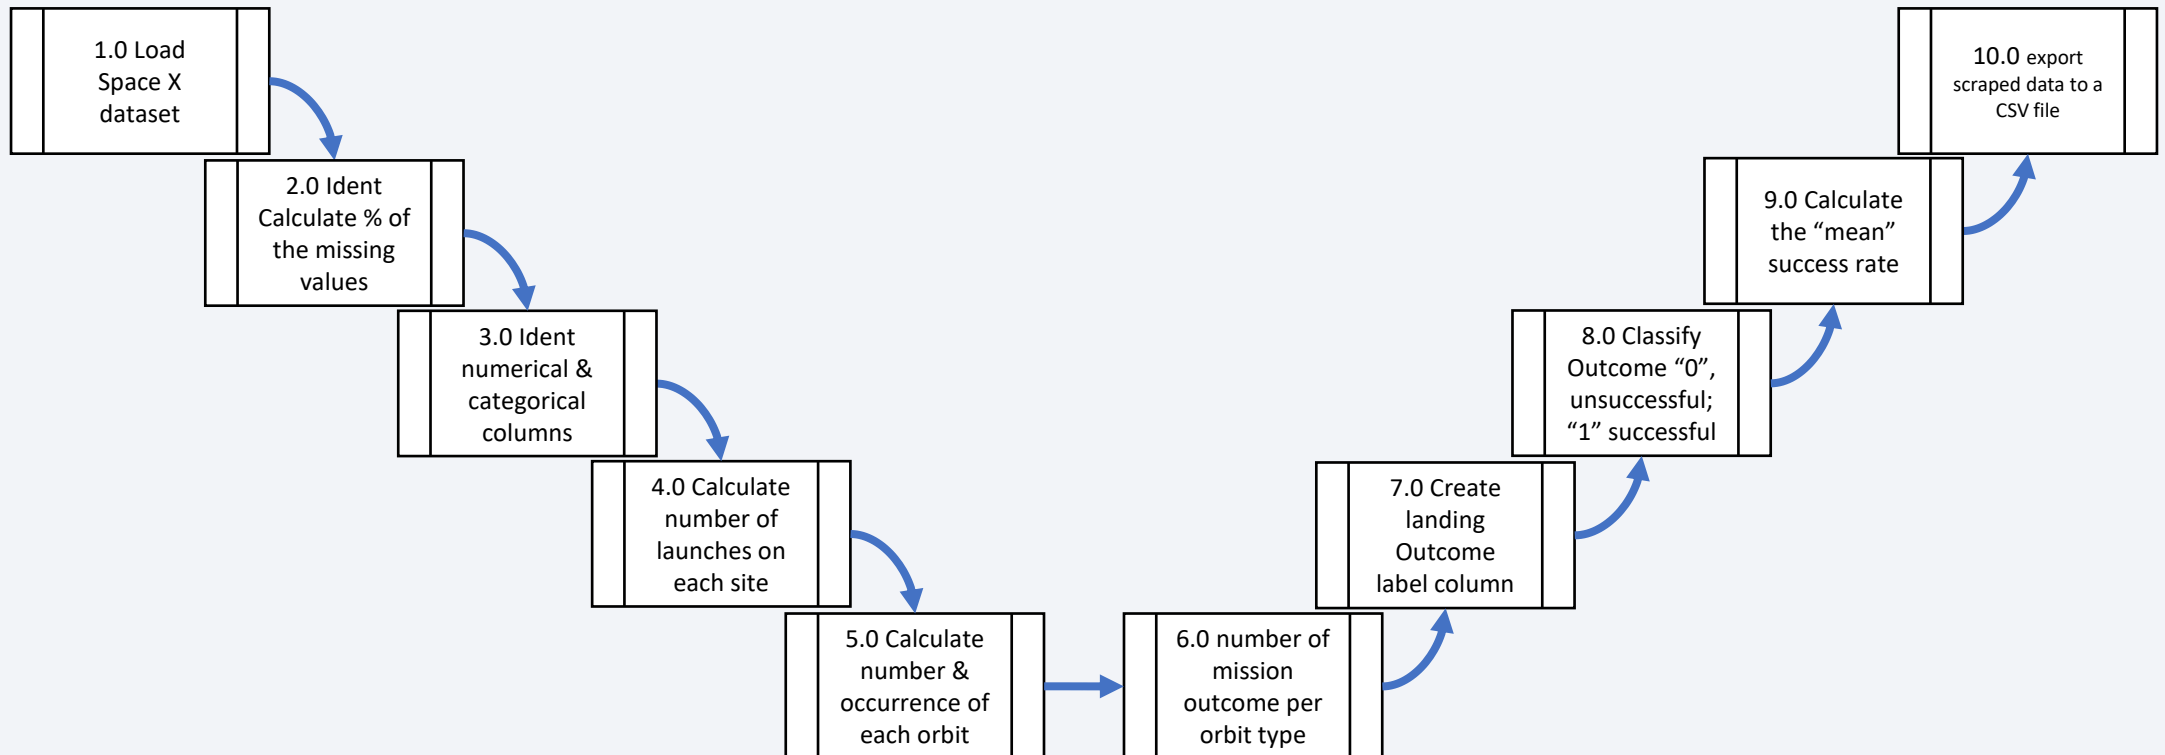 1.0 Load
Space X
dataset
2.0 Ident
Calculate % of
the missing
values
3.0 Ident
numerical &
categorical
columns
4.0 Calculate
number of
launches on
each site
5.0 Calculate
number &
occurrence of
each orbit
6.0 number of
mission
outcome per
orbit type
7.0 Create
landing
Outcome
label column
8.0 Classify
Outcome “0”,
unsuccessful;
“1” successful
9.0 Calculate
the “mean”
success rate
10.0 export
scraped data to a
CSV file